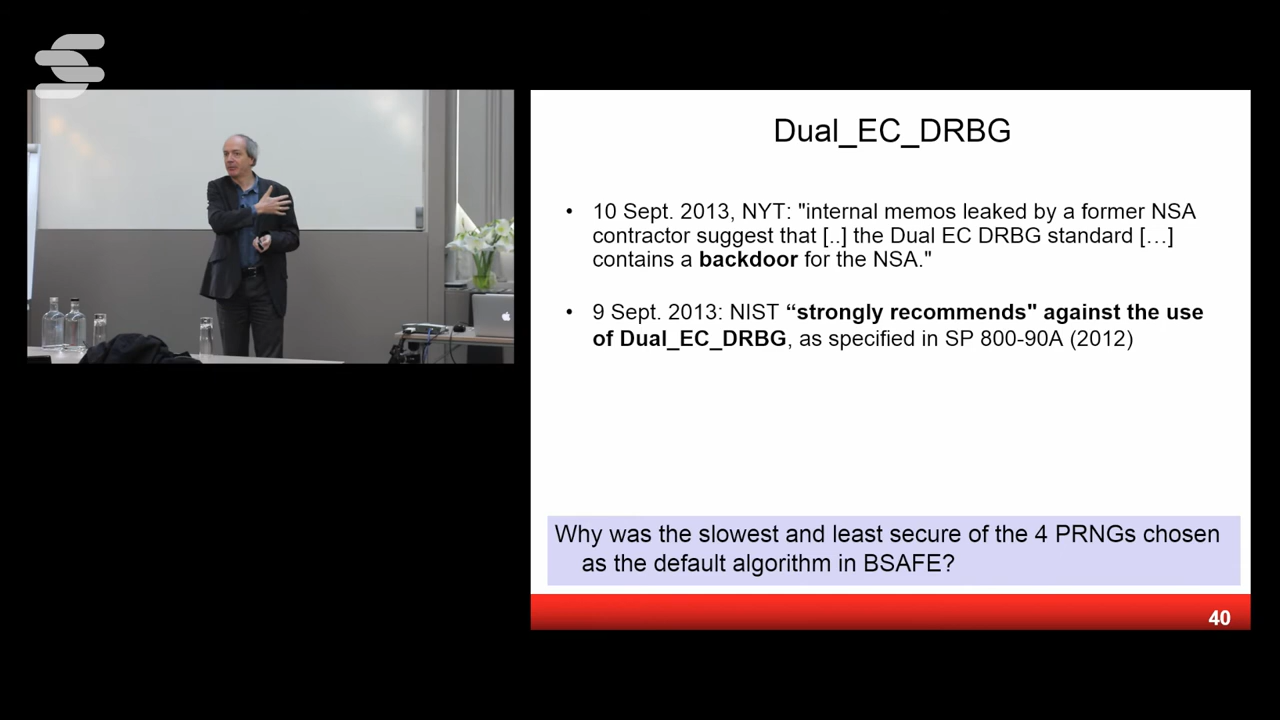 Dual_EC_DRBG
• 10 Sept. 2013, NYT: "internal memos leaked by a former NSA
contractor suggest that [..] the Dual EC DRBG standard […]
contains a backdoor for the NSA."
• 9 Sept. 2013: NIST “strongly recommends" against the use
of Dual_EC_DRBG, as specified in SP 800-90A (2012)
Why was the slowest and least secure of the 4 PRNGs chosen
as the default algorithm in BSAFE?
40